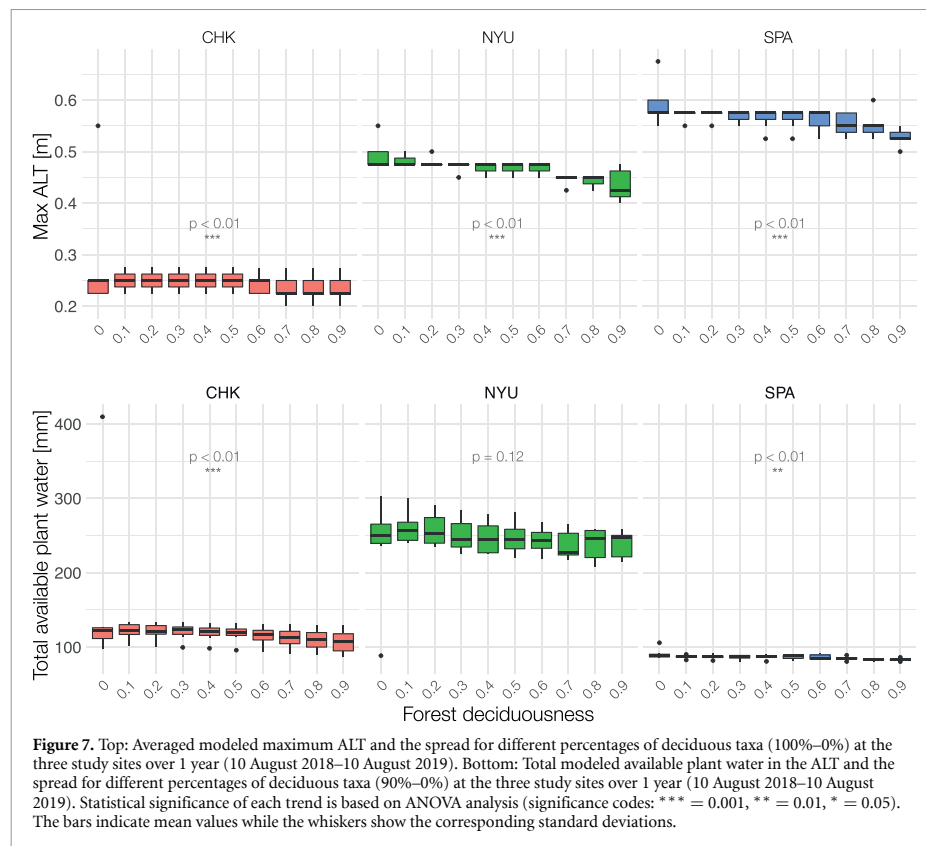 CHK NYU SPA
Max ALT [m]
0.6
0.5
0.4
0.3
0.2
p < 0.01 p < 0.01 p < 0.01
*** *** ***
0 0.1 0.2 0.3 0.4 0.5 0.6 0.7 0.8 0.9 0 0.1 0.2 0.3 0.4 0.5 0.6 0.7 0.8 0.9 0 0.1 0.2 0.3 0.4 0.5 0.6 0.7 0.8 0.9
CHK NYU SPA
Total available plant water [mm]
400
300
200
100
p < 0.01 p = 0.12 p < 0.01
*** **
0 0.1 0.2 0.3 0.4 0.5 0.6 0.7 0.8 0.9 0 0.1 0.2 0.3 0.4 0.5 0.6 0.7 0.8 0.9 0 0.1 0.2 0.3 0.4 0.5 0.6 0.7 0.8 0.9
Forest deciduousness
Figure 7. Top: Averaged modeled maximum ALT and the spread for different percentages of deciduous taxa (100%–0%) at the
three study sites over 1 year (10 August 2018–10 August 2019). Bottom: Total modeled available plant water in the ALT and the
spread for different percentages of deciduous taxa (90%–0%) at the three study sites over 1 year (10 August 2018–10 August
2019). Statistical significance of each trend is based on ANOVA analysis (significance codes: *** = 0.001, ** = 0.01, * = 0.05).
The bars indicate mean values while the whiskers show the corresponding standard deviations.